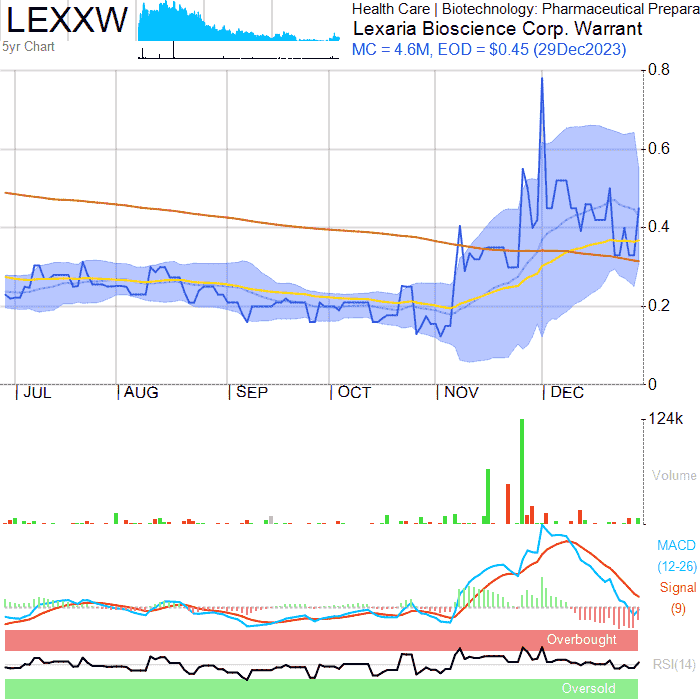 LEXXW
5yr Chart
Health Care | Biotechnology: Pharmaceutical Prepara
Lexaria Bioscience Corp. Warrant
MC = 4.6M, EOD = $0.45 (29Dec2023)
0.8
0.6
0.4
0.2
0
JUL AUG SEP OCT NOV DEC
124k
Volume
MACD
(12-26)
Signal
(9)
Overbought
RSI(14)
Oversold